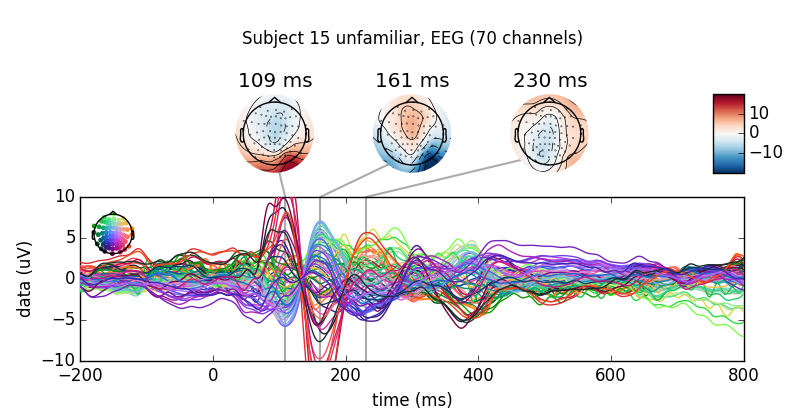 Subject 15 unfamiliar, EEG (70 channels)
109 ms 161 ms 230 ms
10
0
−10
10
5
0
−5
−10
data (uV)
−200 0 200 400 600 800
time (ms)